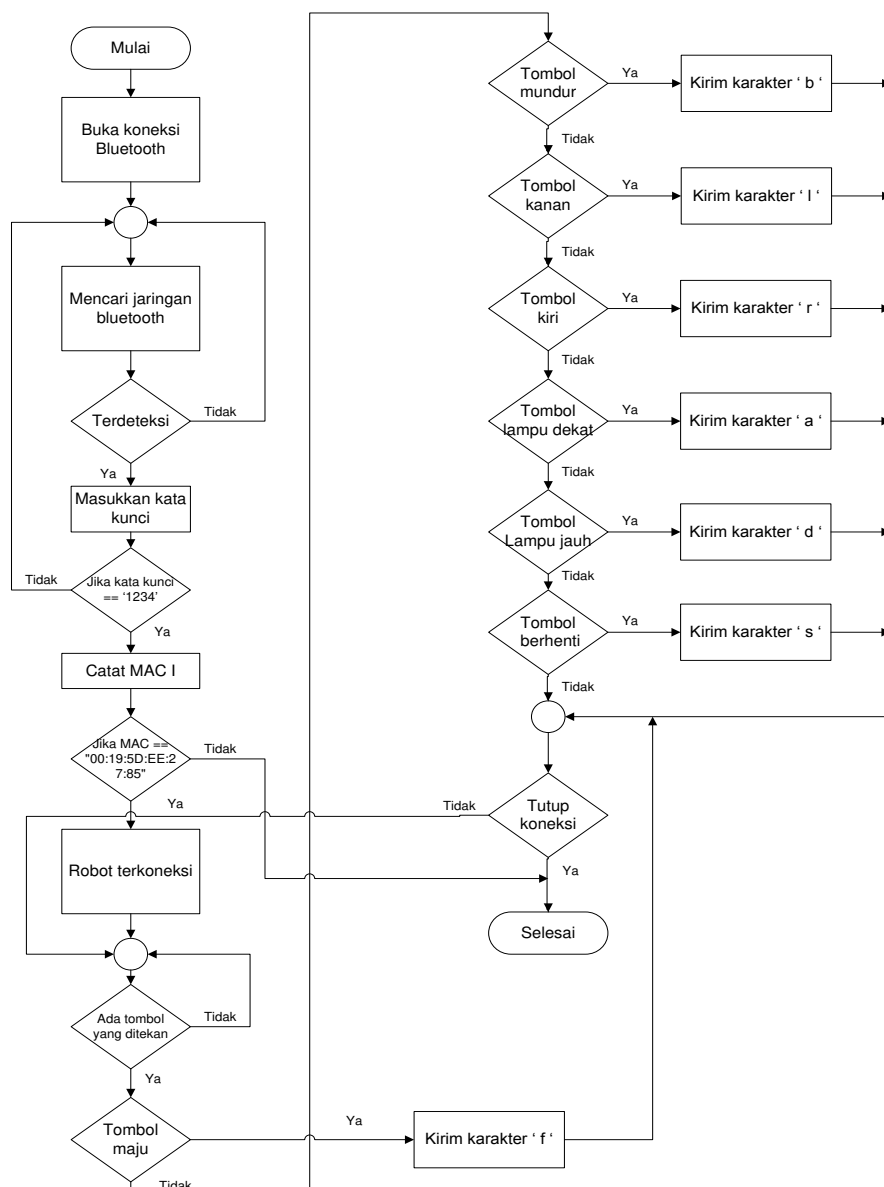 Mulai
Buka koneksi
Bluetooth
Mencari jaringan
bluetooth
Terdeteksi
Tidak
Ya
Masukkan kata
kunci
Jika kata kunci
== ‘1234’
Tidak
Ya
Catat MAC I
Jika MAC ==
"00:19:5D:EE:2
7:85"
Tidak
Ya
Robot terkoneksi
Ada tombol
yang ditekan
Tidak
Ya
Tombol
maju
Ya
Kirim karakter ‘ f ‘
Tidak
Tombol
mundur
Ya
Kirim karakter ‘ b ‘
Tidak
Tombol
kanan
Ya
Kirim karakter ‘ l ‘
Tidak
Tombol
kiri
Ya
Kirim karakter ‘ r ‘
Tidak
Tombol
lampu dekat
Ya
Kirim karakter ‘ a ‘
Tidak
Tombol
Lampu jauh
Ya
Kirim karakter ‘ d ‘
Tidak
Tombol
berhenti
Ya
Kirim karakter ‘ s ‘
Tidak
Tutup
koneksi
Tidak
Ya
Selesai